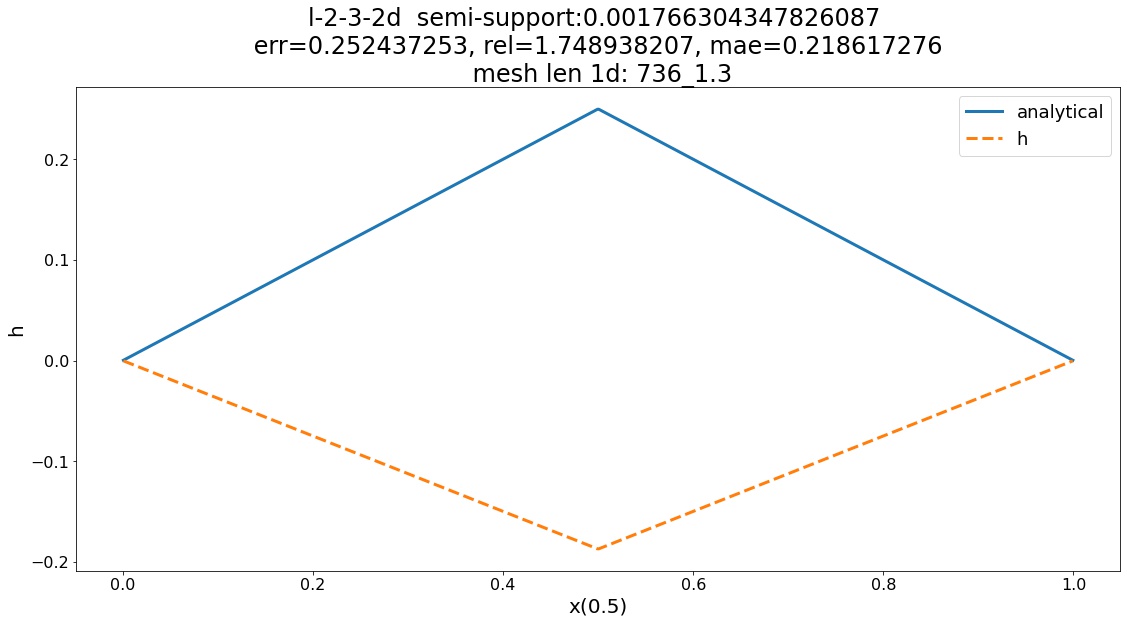 l-2-3-2d  semi-support:0.0017663043478​26087
err=0.252437253, rel=1.748938207, mae=0.218617276
mesh len 1d: 736_1.3
analytical
h
0.2
0.1
0.0
−0.1
−0.2
h
0.0
0.2
0.4
0.6
0.8
1.0
x(0.5)